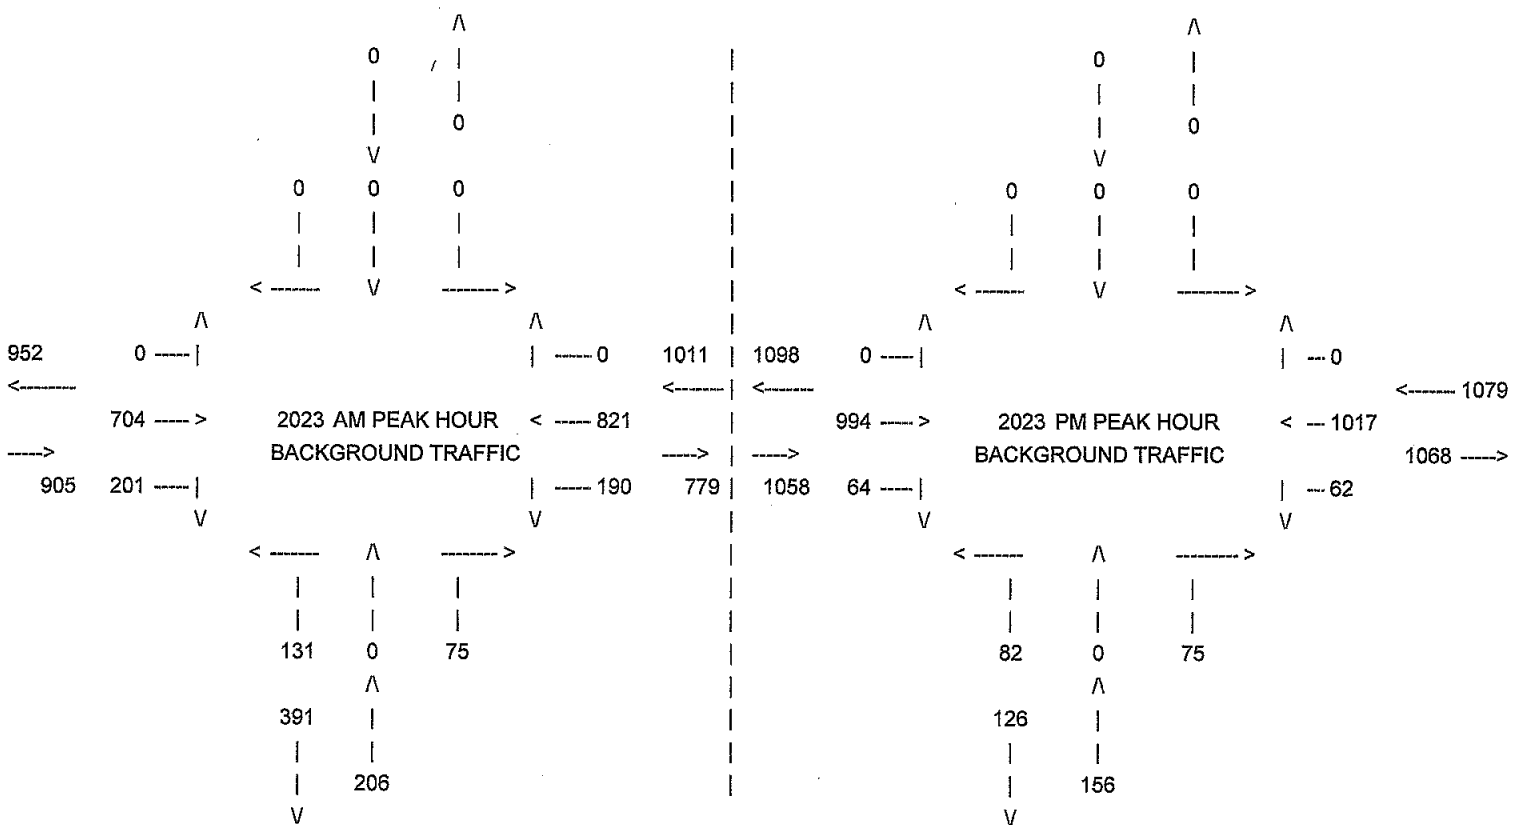 0 0
0 0
0 0 0 0 0 0
952 0 0 1011 1098 0 0
1079
704 2023 AM PEAK HOUR 821 994 2023 PM PEAK HOUR 1017
BACKGROUND TRAFFIC BACKGROUND TRAFFIC 1068
905 201 190 779 1058 64 62
131 0 75 82 0 75
391 126
206 156